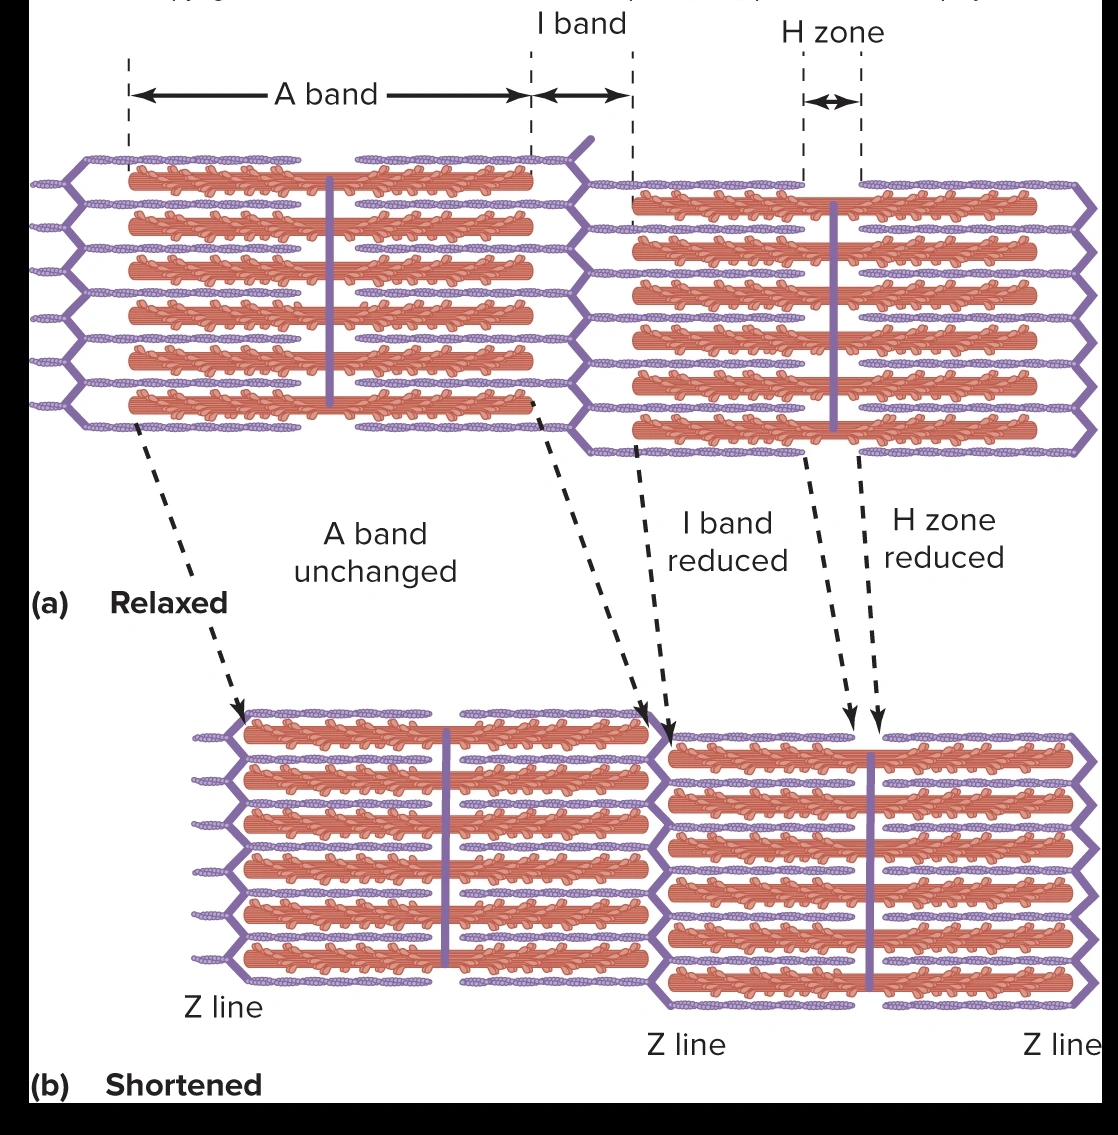 I band
H zone
A band
A band
unchanged
I band
reduced
H zone
reduced
(a) Relaxed
Z line
Z line
Z line
(b) Shortened